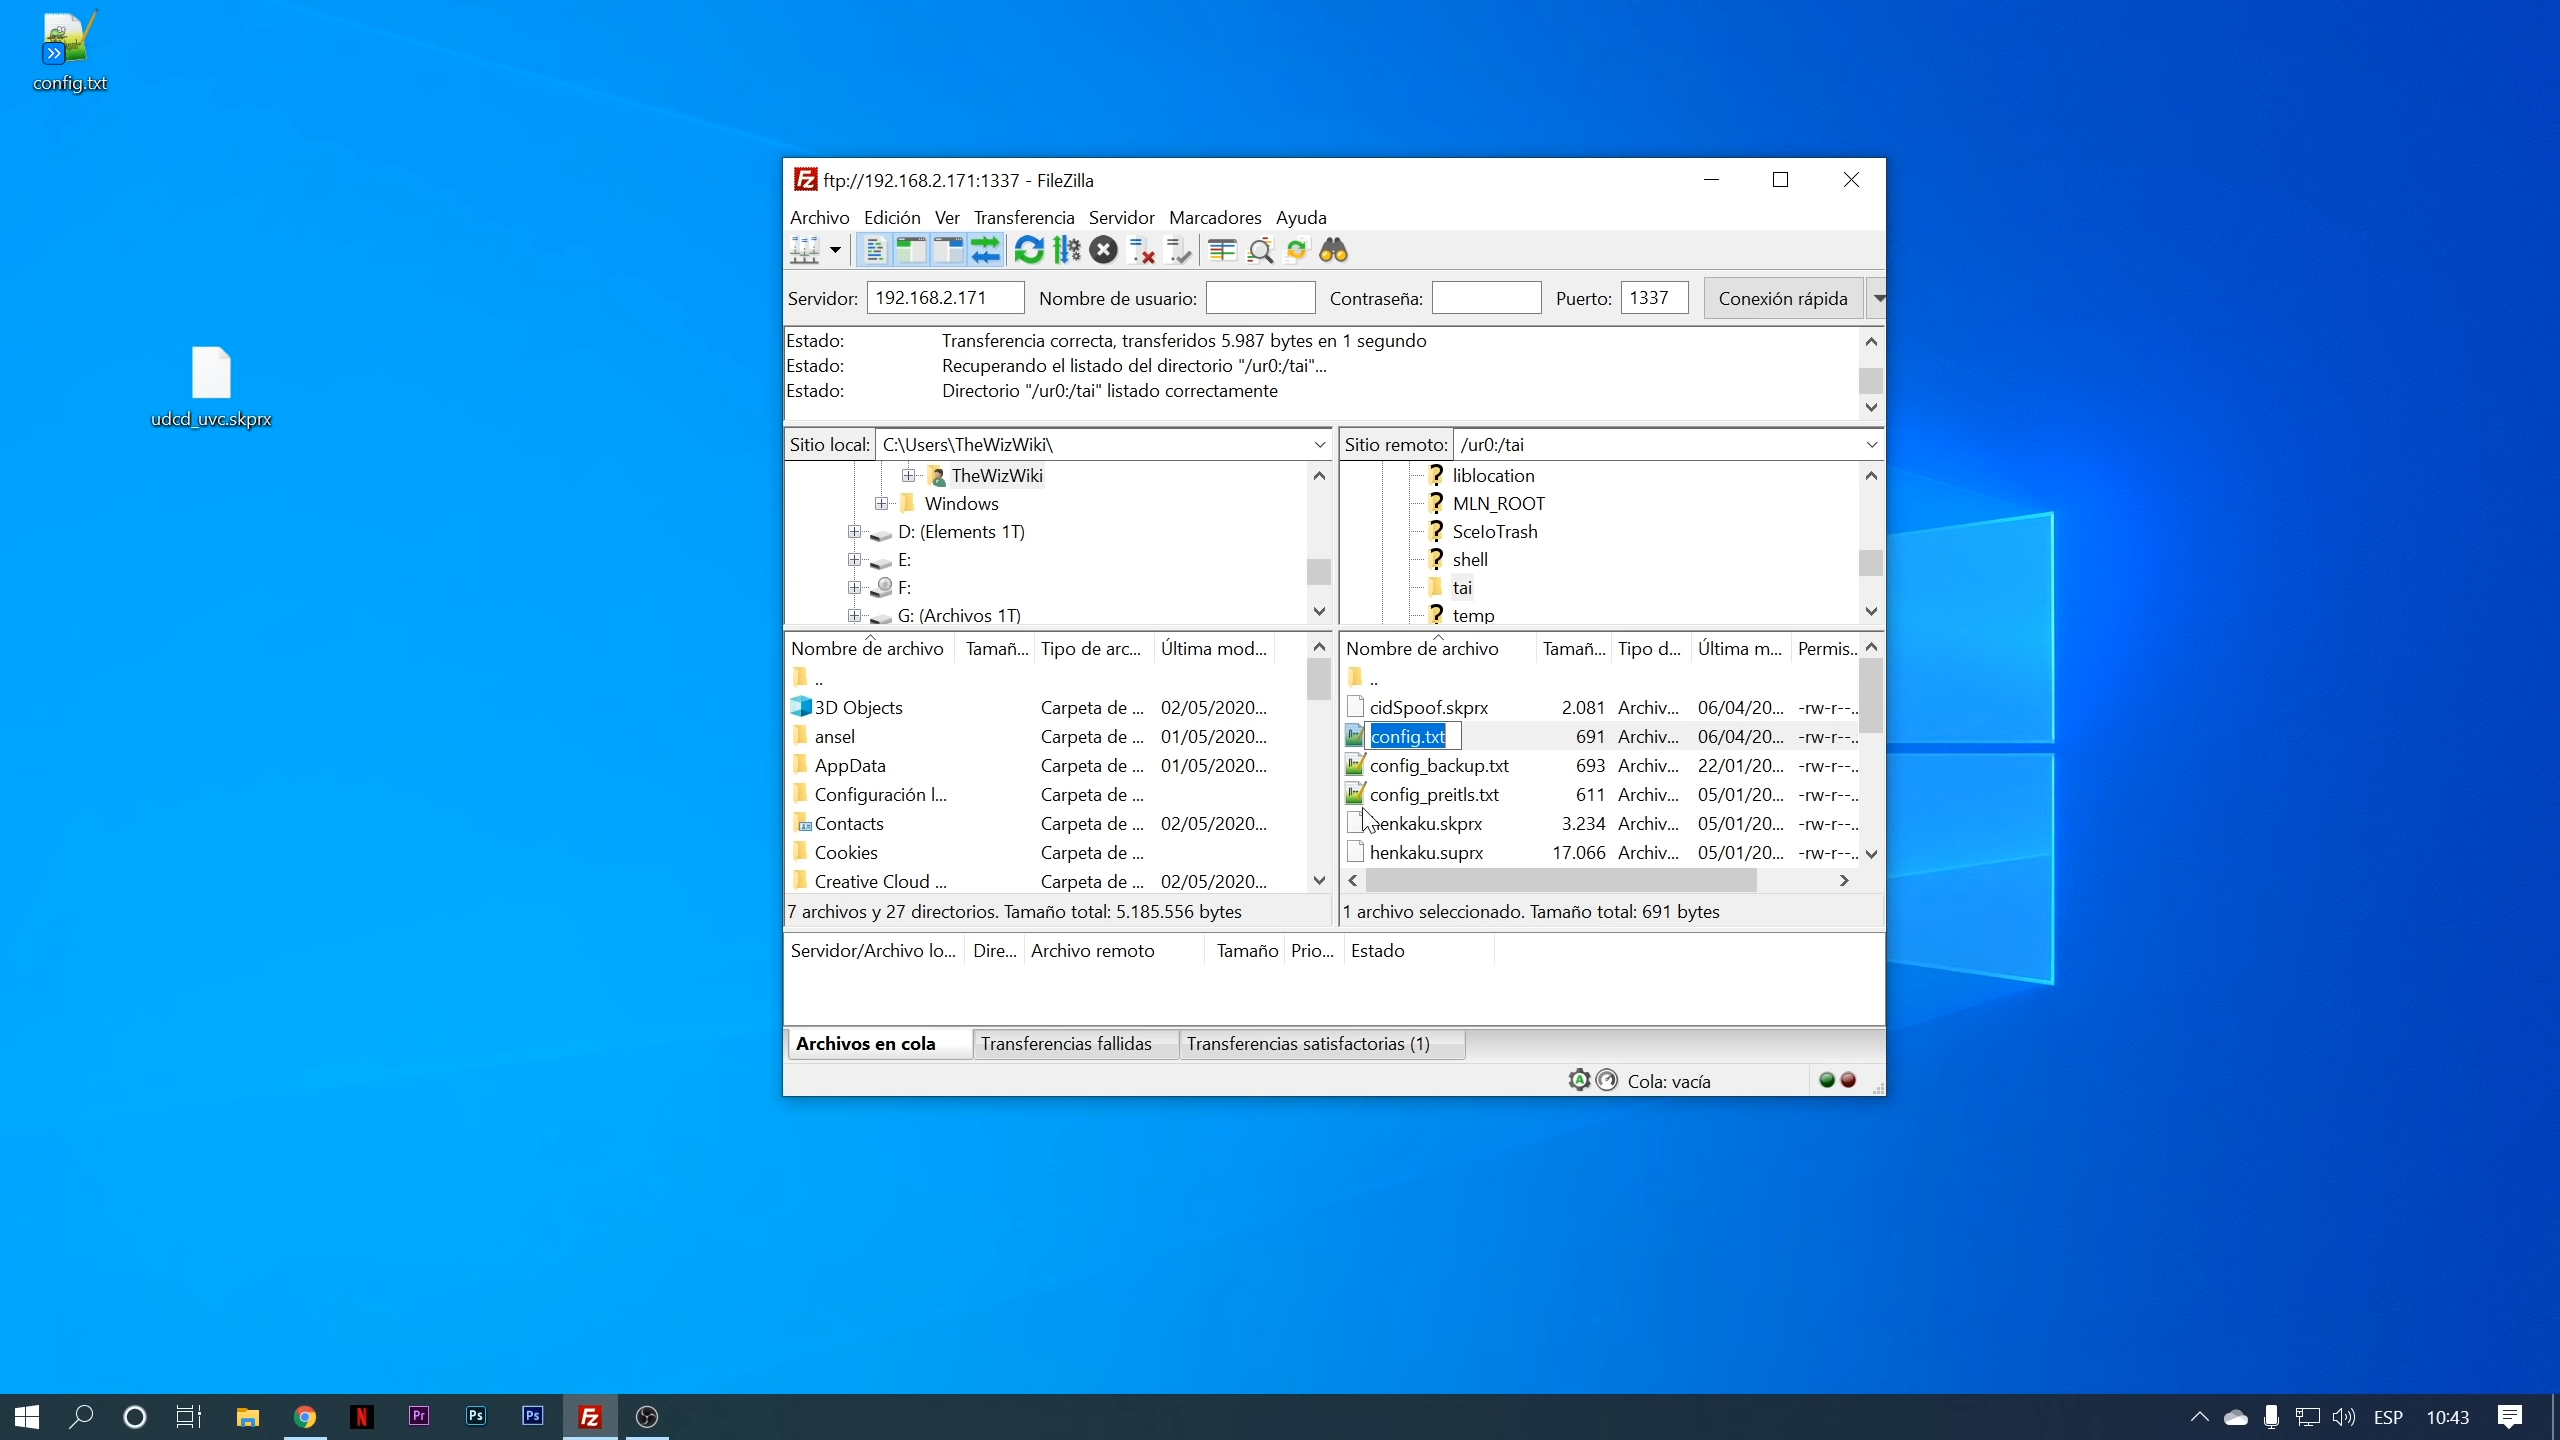 config.txt
udcd_uvc.skprx
ftp://192.168.2.171:1337 - FileZilla
Archivo Edición Ver Transferencia Servidor Marcadores Ayuda
Servidor: 192.168.2.171 Nombre de usuario: Contraseña: Puerto: 1337 Conexión rápida
Estado: Transferencia correcta, transferidos 5.987 bytes en 1 segundo
Estado: Recuperando el listado del directorio "/ur0:/tai"...
Estado: Directorio "/ur0:/tai" listado correctamente
Sitio local: C:\Users\TheWizWiki\
TheWizWiki
Windows
D: (Elements 1T)
E:
F:
G: (Archivos 1T)
Sitio remoto: /ur0:/tai
liblocation
MLN_ROOT
SceIoTrash
shell
tai
temp
Nombre de archivo Tamañ... Tipo de arc... Última mod...
..
3D Objects Carpeta de ... 02/05/2020...
ansel Carpeta de ... 01/05/2020...
AppData Carpeta de ... 01/05/2020...
Configuración l... Carpeta de ...
Contacts Carpeta de ... 02/05/2020...
Cookies Carpeta de ...
Creative Cloud ... Carpeta de ... 02/05/2020...
7 archivos y 27 directorios. Tamaño total: 5.185.556 bytes
Nombre de archivo Tamañ... Tipo d... Última m... Permis...
..
cidSpoof.skprx 2.081 Archiv... 06/04/20... -rw-r--...
config.txt 691 Archiv... 06/04/20... -rw-r--...
config_backup.txt 693 Archiv... 22/01/20... -rw-r--...
config_preitls.txt 611 Archiv... 05/01/20... -rw-r--...
henkaku.skprx 3.234 Archiv... 05/01/20... -rw-r--...
henkaku.suprx 17.066 Archiv... 05/01/20... -rw-r--...
1 archivo seleccionado. Tamaño total: 691 bytes
Servidor/Archivo lo... Dire... Archivo remoto Tamaño Prio... Estado
Archivos en cola Transferencias fallidas Transferencias satisfactorias (1)
Cola: vacía
ESP 10:43